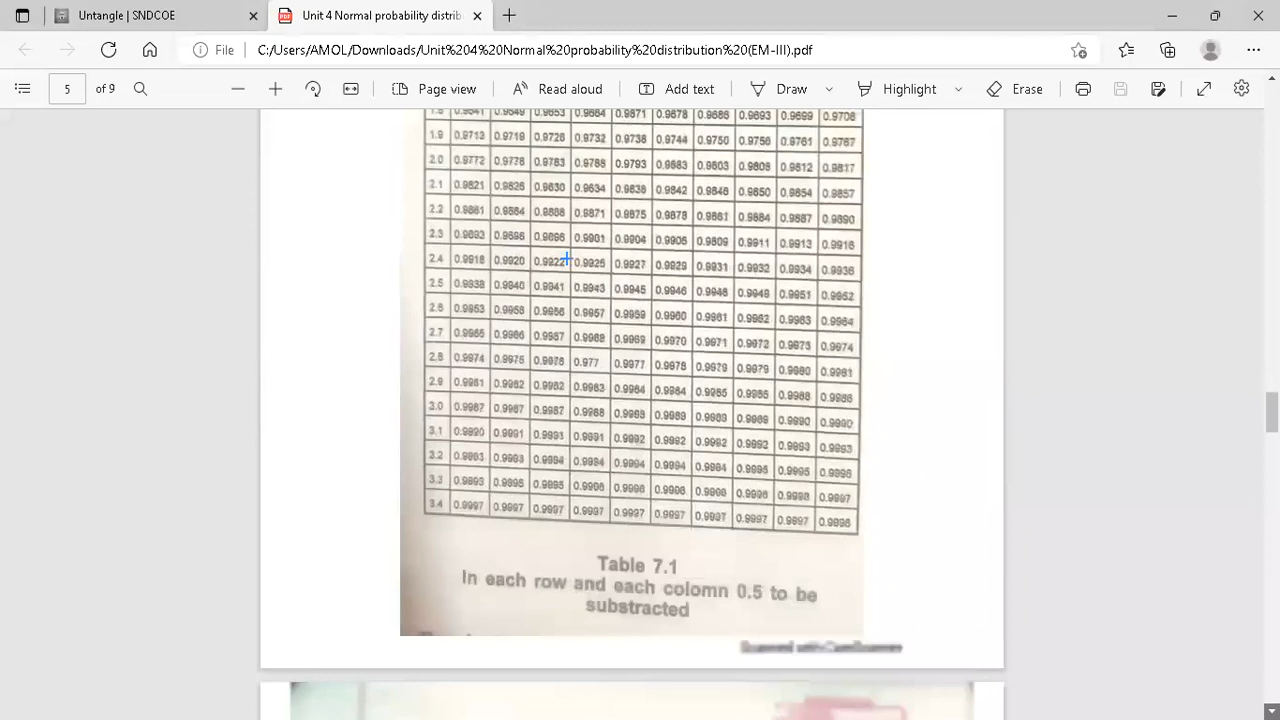 Untangle | SNDCOE
Unit 4 Normal probability distrib
File C:/Users/AMOL/Downloads/Unit%204%20Normal%20probability%20distribution%20(EM-III).pdf
5 of 9 Page view Read aloud Add text Draw Highlight Erase
1.9 0.9713 0.9719 0.9726 0.9732 0.9738 0.9744 0.9750 0.9756 0.9761 0.9767
2.0 0.9772 0.9778 0.9783 0.9788 0.9793 0.9803 0.9812 0.9817
2.1 0.9821 0.9826 0.9830 0.9834 0.9838 0.9842 0.9846 0.9850 0.9854 0.9857
2.2 0.9861 0.9864 0.9868 0.9871 0.9875 0.9878 0.9881 0.9884 0.9887 0.9890
2.3 0.9893 0.9896 0.9898 0.9901 0.9904 0.9906 0.9909 0.9911 0.9913 0.9916
2.4 0.9918 0.9920 0.9922 0.9925 0.9927 0.9929 0.9931 0.9932 0.9934 0.9936
2.5 0.9938 0.9940 0.9941 0.9943 0.9945 0.9946 0.9948 0.9949 0.9951 0.9952
2.6 0.9953 0.9956 0.9957 0.9959 0.9960 0.9961 0.9962 0.9963 0.9964
2.7 0.9965 0.9966 0.9967 0.9968 0.9969 0.9970 0.9971 0.9972 0.9973 0.9974
2.8 0.9974 0.9975 0.9976 0.977 0.9977 0.9978 0.9979 0.9979 0.9980 0.9981
2.9 0.9981 0.9982 0.9982 0.9983 0.9984 0.9984 0.9985 0.9985 0.9986 0.9986
3.0 0.9987 0.9987 0.9987 0.9988 0.9988 0.9989 0.9989 0.9989 0.9990 0.9990
3.1 0.9990 0.9991 0.9991 0.9991 0.9992 0.9992 0.9992 0.9992 0.9993 0.9993
3.2 0.9993 0.9993 0.9994 0.9994 0.9994 0.9994 0.9994 0.9995 0.9995
3.3 0.9995 0.9995 0.9996 0.9996 0.9996 0.9996 0.9997
3.4 0.9997 0.9997 0.9997 0.9997 0.9997 0.9997 0.9997 0.9997 0.9997 0.9998
Table 7.1
In each row and each colomn 0.5 to be
substracted